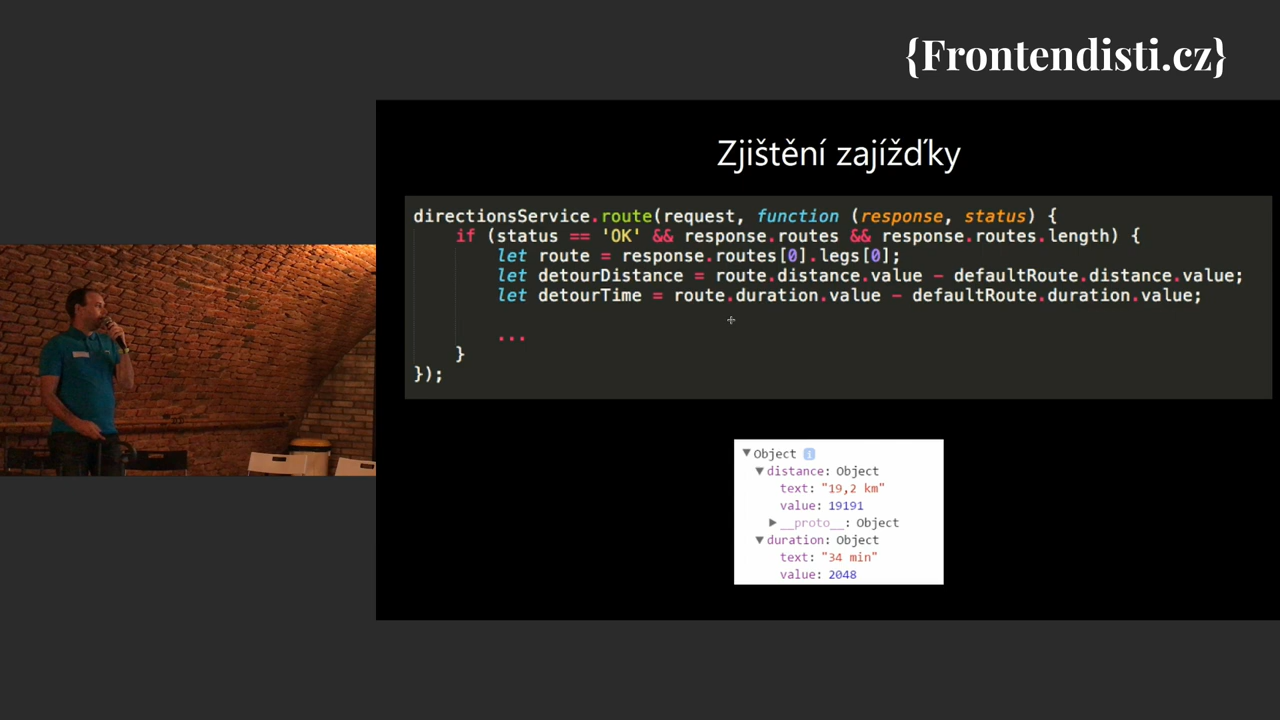 {Frontendisti.cz}
Zjištění zajížďky
directionsService.route(request, function (response, status) {
if (status == 'OK' && response.routes && response.routes.length) {
let route = response.routes[0].legs[0];
let detourDistance = route.distance.value - defaultRoute.distance.value;
let detourTime = route.duration.value - defaultRoute.duration.value;
...
}
});
▼Object i
▼distance: Object
text: "19,2 km"
value: 19191
▶__proto__: Object
▼duration: Object
text: "34 min"
value: 2048